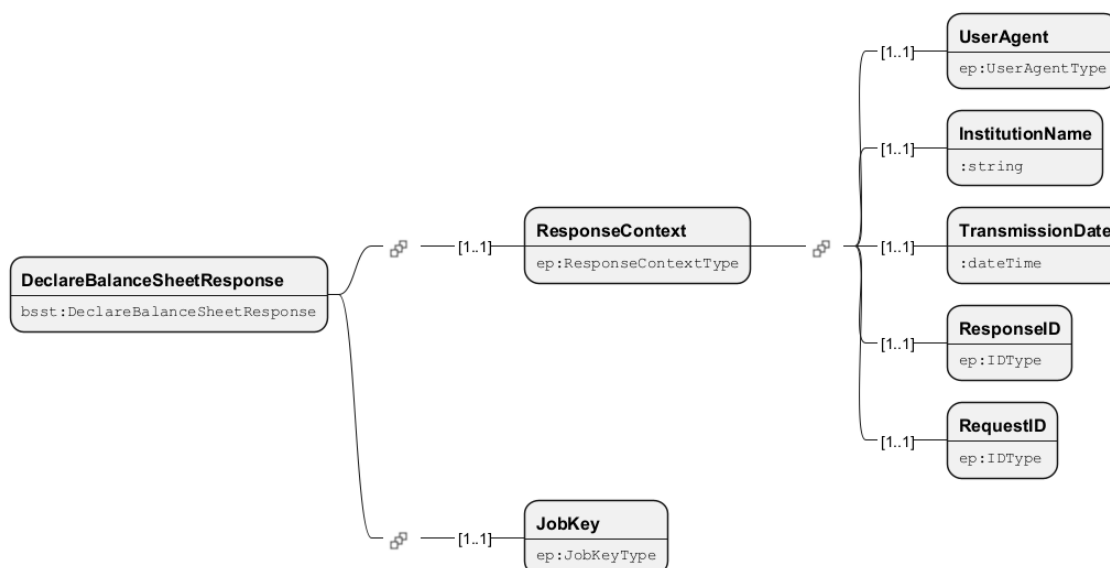 UserAgent
[1..1]
ep:UserAgentType
InstitutionName
[1..1]
:string
ResponseContext
[1..1]
ep:ResponseContextType
TransmissionDate
[1..1]
:dateTime
DeclareBalanceSheetResponse
bsst:DeclareBalanceSheetResponse
ResponseID
[1..1]
ep:IDType
RequestID
[1..1]
ep:IDType
JobKey
[1..1]
ep:JobKeyType